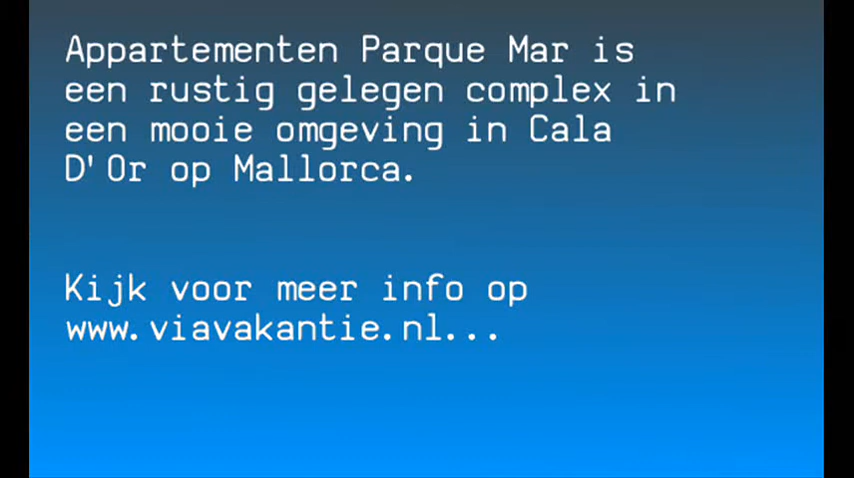 Appartementen Parque Mar is
een rustig gelegen complex in
een mooie omgeving in Cala
D'Or op Mallorca.
Kijk voor meer info op
www.viavakantie.nl...